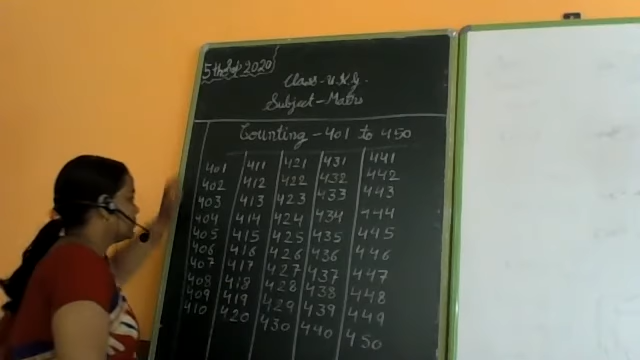 5th Sep 2020
Class - U.K.G.
Subject - Maths
Counting - 401 to 450
401 411 421 431 441
402 412 422 432 442
403 413 423 433 443
404 414 424 434 444
405 415 425 435 445
406 416 426 436 446
407 417 427 437 447
408 418 428 438 448
409 419 429 439 449
410 420 430 440 450